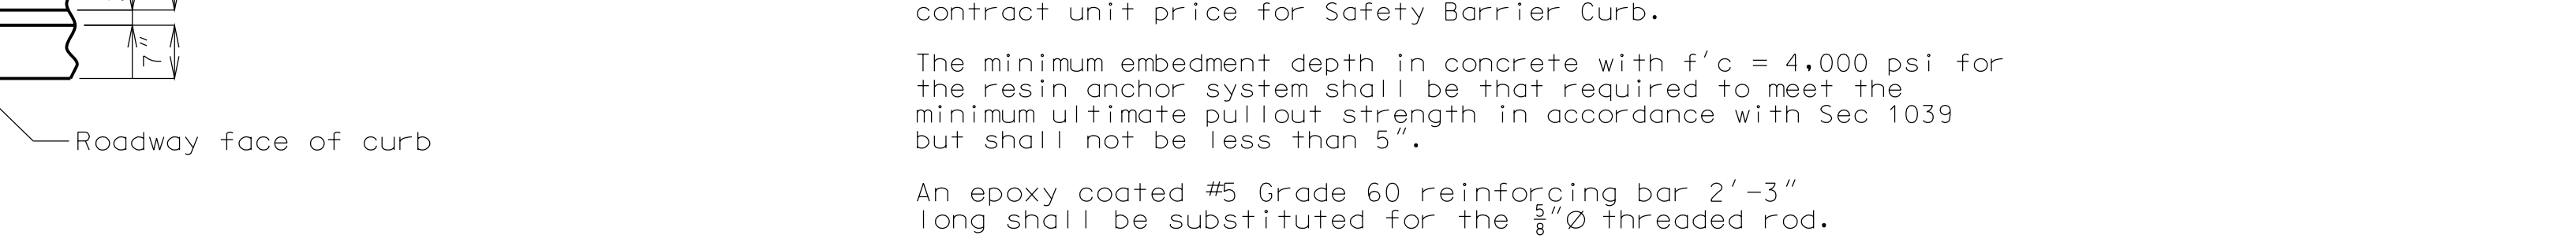 contract unit price for Safety Barrier Curb.
7"
The minimum embedment depth in concrete with f'c = 4,000 psi for
the resin anchor system shall be that required to meet the
minimum ultimate pullout strength in accordance with Sec 1039
but shall not be less than 5".
Roadway face of curb
An epoxy coated #5 Grade 60 reinforcing bar 2'-3"
long shall be substituted for the 5/8"Ø threaded rod.